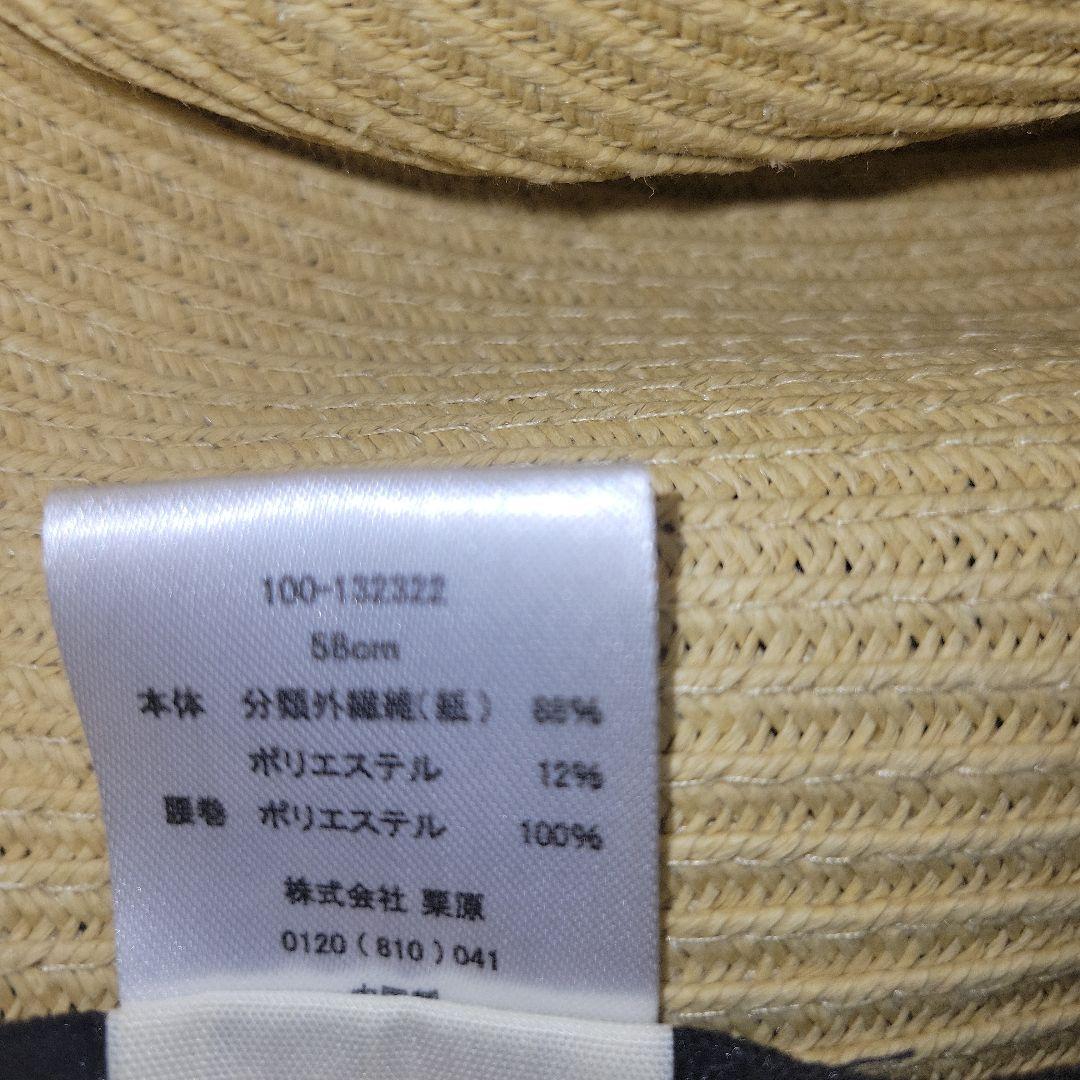 100-132322
58cm
本体 分類外繊維(紙) 88%
ポリエステル 12%
腰巻 ポリエステル 100%
株式会社 栗原
0120(810)041